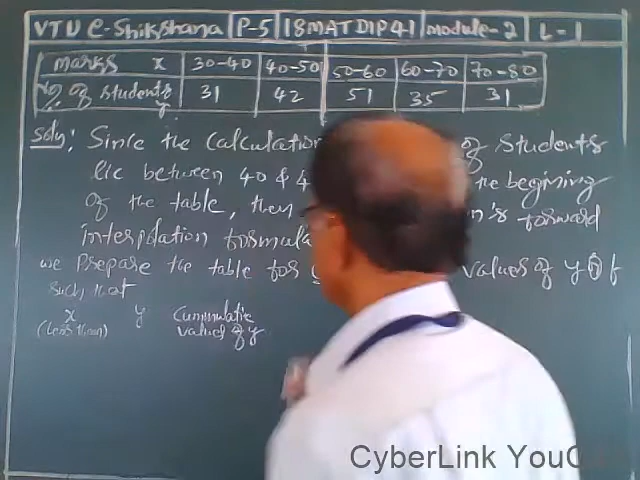 VTU e-Shikshana P-5 18MATDIP41 module-2 L-1
marks x 30-40 40-50 50-60 60-70 70-80
No. of students y 31 42 51 35 31
Soln: Since the Calculation of Students
lie between 40 & 4 the begining
of the table, then n's forward
interpolation formula
we prepare the table for values of y
such that
x y Cummulative
(less than) values of y
CyberLink YouC